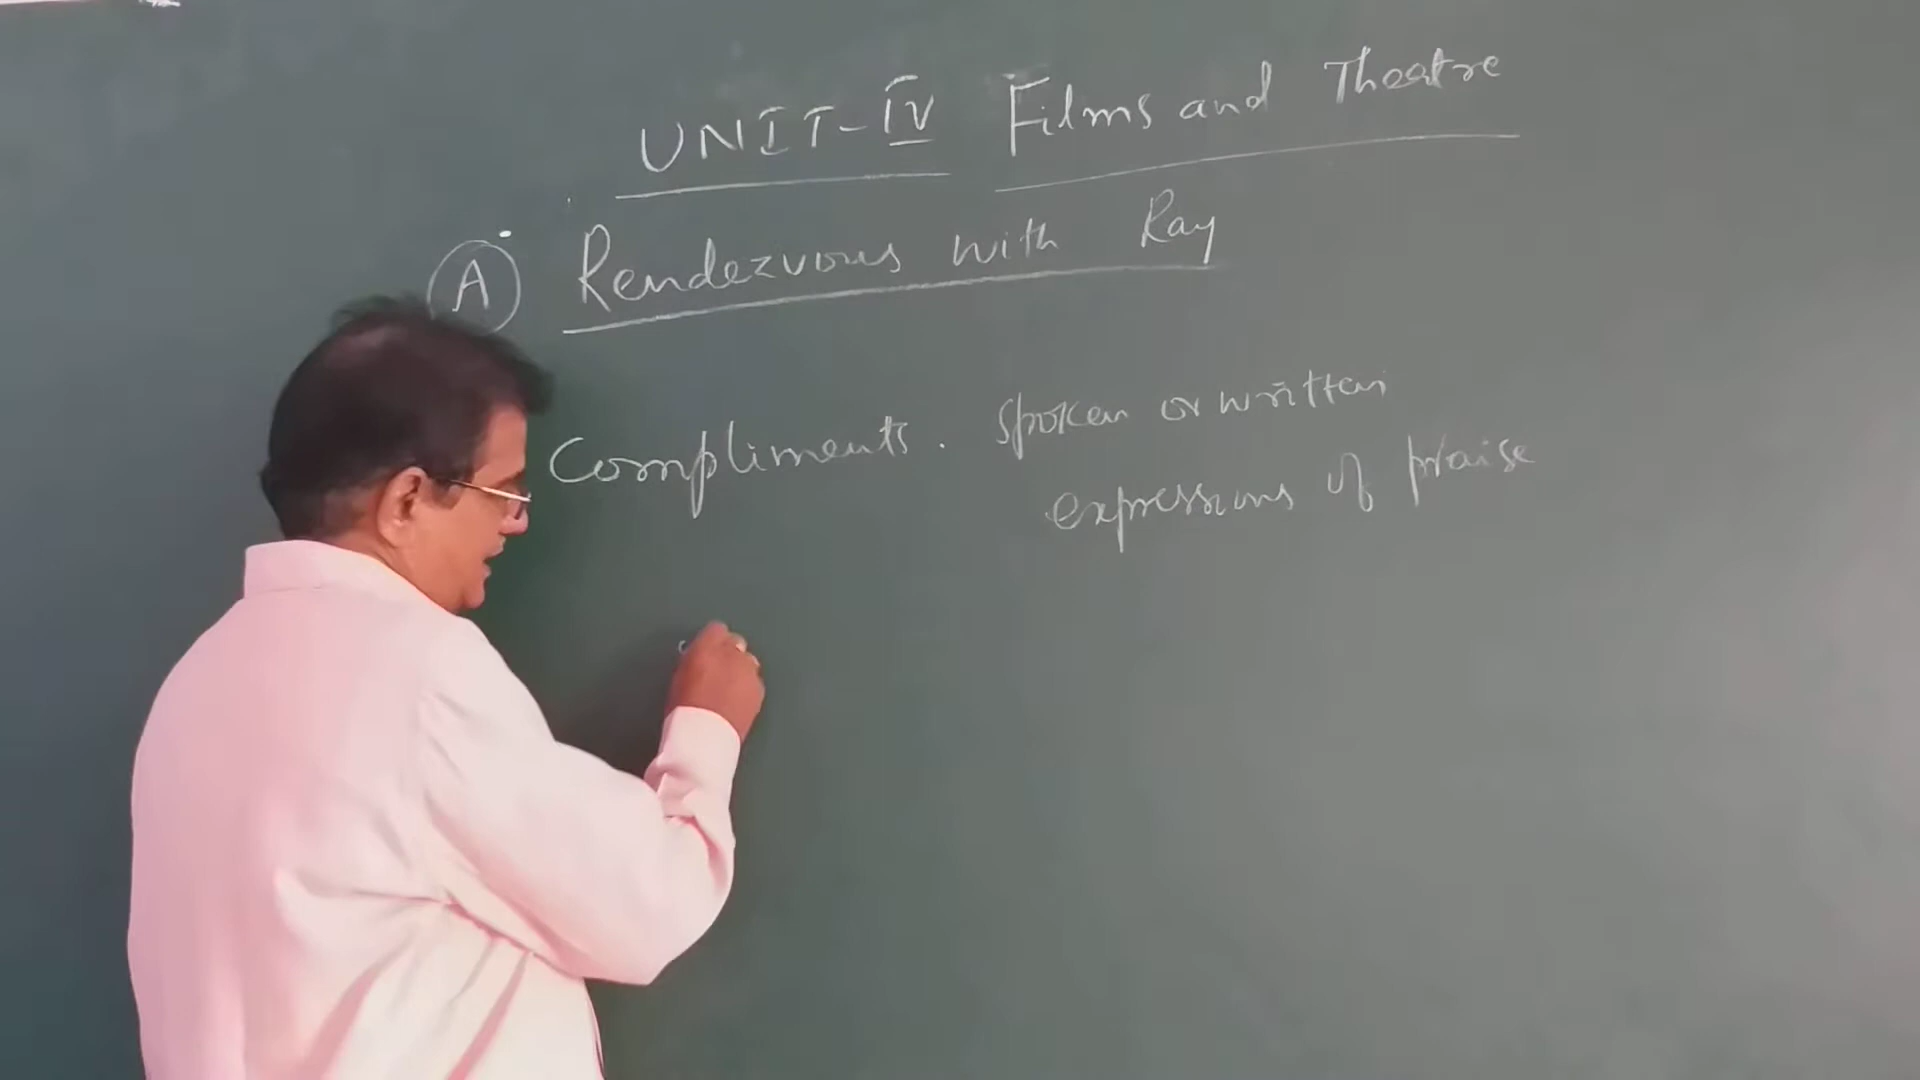 UNIT-IV Films and Theatre
A Rendezvous with Ray
Compliments. Spoken or written
expressions of praise